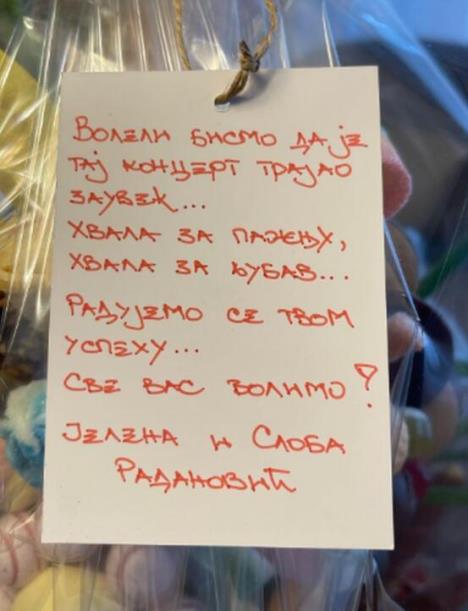 Волели бисмо да је
тај концерт трајао
заувек...
Хвала за пажњу,
хвала за љубав...
Радујемо се твом
успеху...
Све вас волимо!
Јелена и Слоба
Радановић